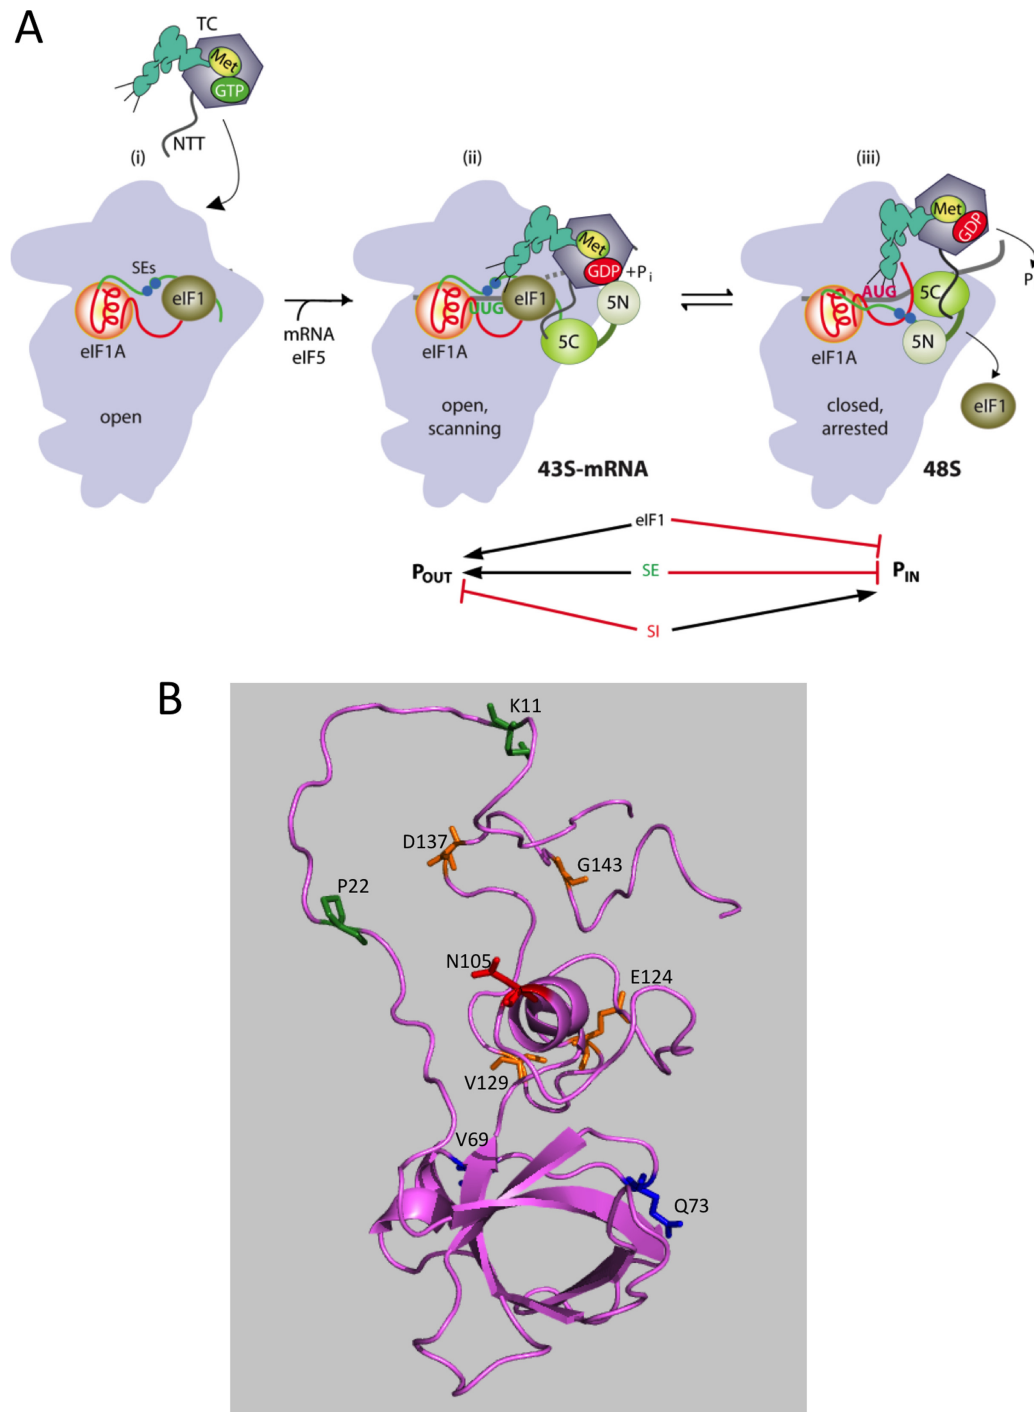 A
TC
Met
GTP
NTT
(i)
(ii)
(iii)
SEs
eIF1
eIF1A
open
mRNA
eIF5
Met
GDP
+Pi
5N
UUG
eIF1
5C
eIF1A
open,
scanning
43S-mRNA
Met
GDP
P
AUG
5C
5N
eIF1A
eIF1
closed,
arrested
48S
eIF1
POUT
SE
PIN
SI
B
K11
D137
G143
P22
N105
E124
V129
V69
Q73